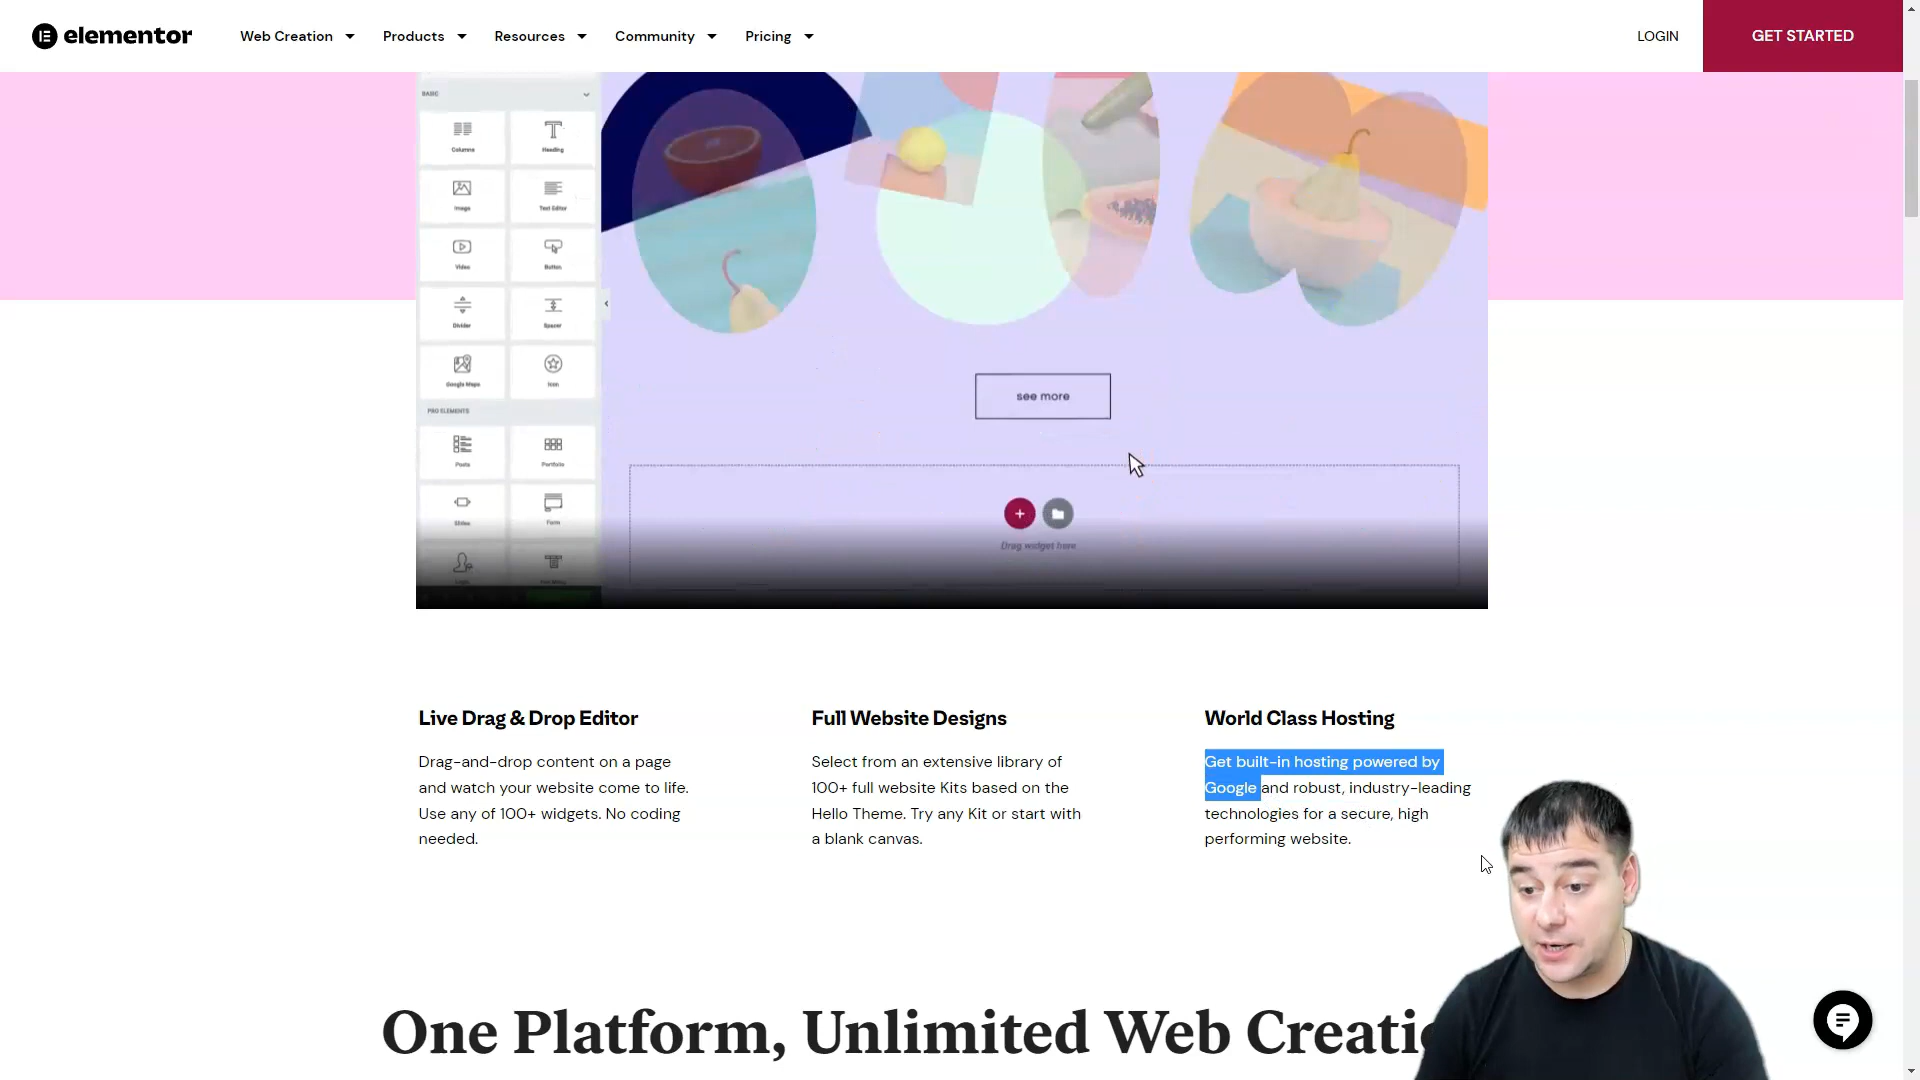 elementor
Web Creation
Products
Resources
Community
Pricing
LOGIN
GET STARTED
BASIC
Columns
Heading
Image
Text Editor
Video
Button
Divider
Spacer
Google Maps
Icon
PRO ELEMENTS
Posts
Portfolio
Slides
Form
see more
Drag widget here
Live Drag & Drop Editor
Drag-and-drop content on a page
and watch your website come to life.
Use any of 100+ widgets. No coding
needed.
Full Website Designs
Select from an extensive library of
100+ full website Kits based on the
Hello Theme. Try any Kit or start with
a blank canvas.
World Class Hosting
Get built-in hosting powered by
Google and robust, industry-leading
technologies for a secure, high
performing website.
One Platform, Unlimited Web Creatio